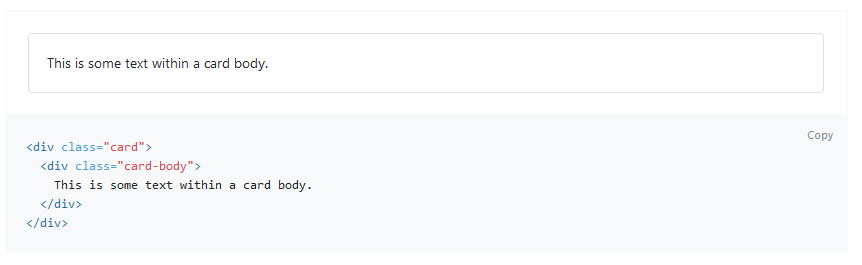 This is some text within a card body.
Copy
<div class="card">
  <div class="card-body">
    This is some text within a card body.
  </div>
</div>